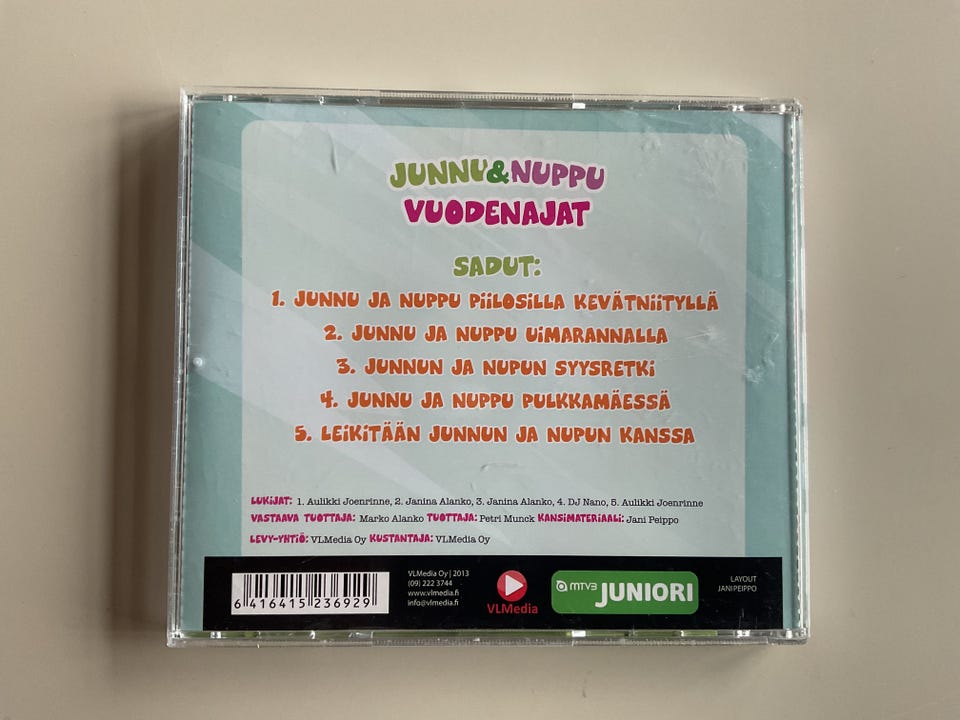 JUNNU&NUPPU
VUODENAJAT
SADUT:
1. JUNNU JA NUPPU PIILOSILLA KEVÄTNIITYLLÄ
2. JUNNU JA NUPPU UIMARANNALLA
3. JUNNUN JA NUPUN SYYSRETKI
4. JUNNU JA NUPPU PULKKAMÄESSÄ
5. LEIKITÄÄN JUNNUN JA NUPUN KANSSA
LUKIJAT: 1. Aulikki Joenrinne, 2. Janina Alanko, 3. Janina Alanko, 4. DJ Nano, 5. Aulikki Joenrinne
VASTAAVA TUOTTAJA: Marko Alanko TUOTTAJA: Petri Munck KANSIMATERIAALI: Jani Peippo
LEVY-YHTIÖ: VLMedia Oy KUSTANTAJA: VLMedia Oy
6 416415 236929
VLMedia Oy | 2013
(09) 222 3744
www.vlmedia.fi
info@vlmedia.fi
VLMedia
MTV3 JUNIORI
LAYOUT
JANI PEIPPO